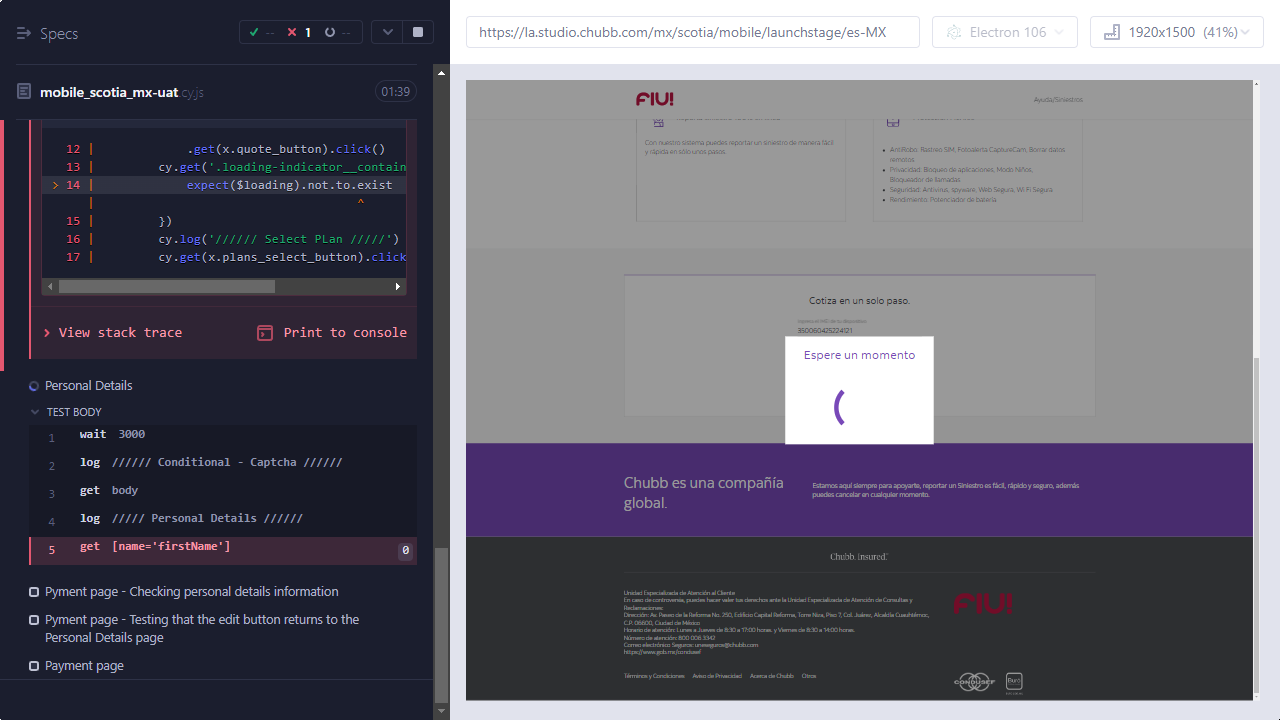 Specs
-- 1 --
mobile_scotia_mx-uat.cy.js
01:39
12 | .get(x.quote_button).click()
13 | cy.get('.loading-indicator__contain
> 14 | expect($loading).not.to.exist
| ^
15 | })
16 | cy.log('////// Select PLan /////')
17 | cy.get(x.plans_select_button).click
> View stack trace
Print to console
Personal Details
TEST BODY
1 wait 3000
2 log ////// Conditional - Captcha //////
3 get body
4 log ///// Personal Details //////
5 get [name='firstName'] 0
Pyment page - Checking personal details information
Pyment page - Facturacion think button returns to the
Personal Details page
Payment page
https://la.studio.chubb.com/mx/scotia/mobile/launchstage/es-MX
Electron 106
1920x1500 (41%)
FIU!
Ayuda/Siniestros
Con nuestro sistema puedes reportar un siniestro de manera fácil
y rápida en sólo unos pasos.
AntiRobo: Rastreo SIM, Fotoalerta CaptureCam. Borrar datos
remotos
Privacidad: Bloqueo de aplicaciones, Modo Niños,
Bloqueador de llamadas
Seguridad: Antivirus, Spyware, Web Segura, Wi Fi Segura
Rendimiento: Potenciador de batería
Cotiza en un solo paso.
350060425224121
Espere un momento
Chubb es una compañía
global.
Estamos aquí siempre para apoyarte, reportar un Siniestro es fácil, rápido y seguro, además
puedes cancelar en cualquier momento.
Chubb. Insured.
Unidad Especializada de Atención al Cliente
En caso de controversia, puedes hacer valer tus derechos ante la Unidad Especializada de Atención de Consultas y
Reclamaciones:
Dirección: Av. Paseo de la Reforma No. 250, Edificio Capital Reforma, Torre Niza, Piso 7, Col. Juárez, Alcaldía Cuauhtémoc,
C.P. 06600, Ciudad de México
Horario de atención: Lunes a Jueves de 8:30 a 17:00 horas. y Viernes de 8:30 a 14:00 horas.
Número de atención: 800 006 3342
Correo electrónico: Seguros: uneseguros@chubb.com
https://www.gob.mx/condusef
FIU!
Términos y Condiciones Aviso de Privacidad Acerca de Chubb Otros
CONDUSEF
Buró